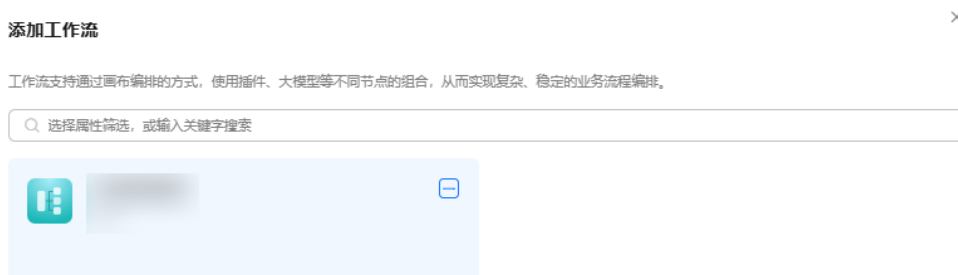 添加工作流
工作流支持通过画布编排的方式，使用插件、大模型等不同节点的组合，从而实现复杂、稳定的业务流程编排。
选择属性筛选，或输入关键字搜索